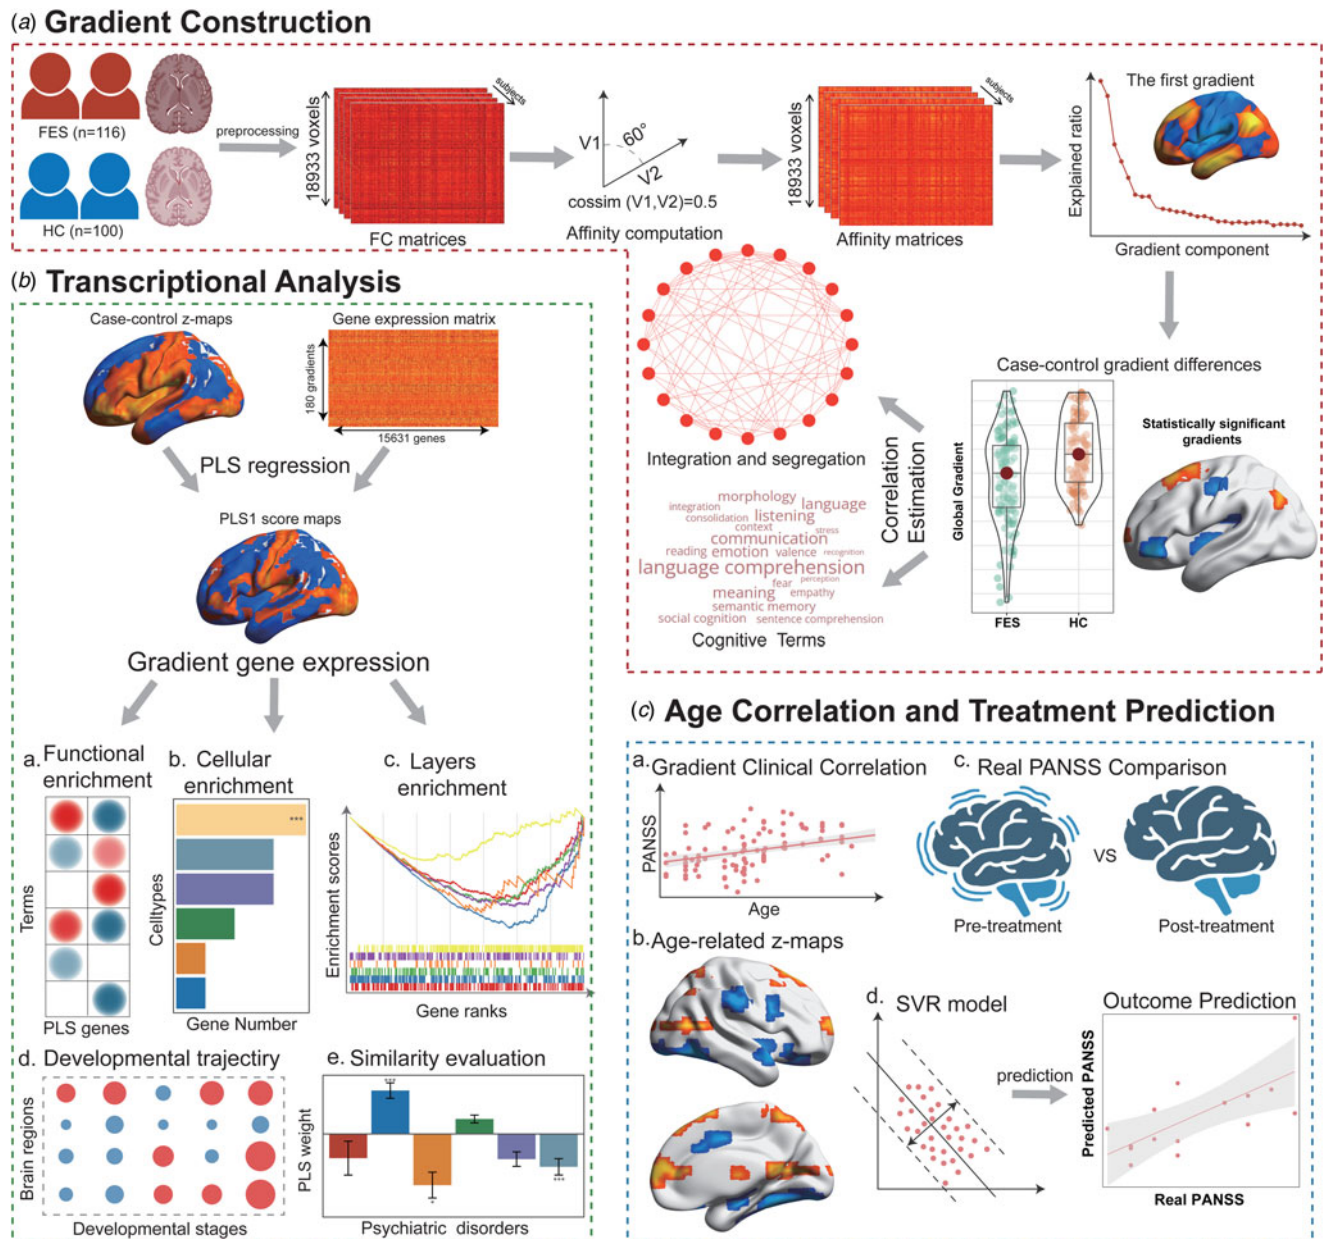 (a) Gradient Construction
FES (n=116)
HC (n=100)
preprocessing
18933 voxels
subjects
FC matrices
V1
60°
V2
cossim (V1,V2)=0.5
Affinity computation
18933 voxels
subjects
Affinity matrices
The first gradient
Explained ratio
Gradient component
Case-control gradient differences
Global Gradient
FES
HC
Statistically significant
gradients
Correlation
Estimation
Integration and segregation
morphology
integration
language
consolidation
listening
context
stress
communication
reading
emotion
valence
recognition
language comprehension
fear
perception
meaning
empathy
semantic memory
social cognition
sentence comprehension
Cognitive Terms
(b) Transcriptional Analysis
Case-control z-maps
Gene expression matrix
180 gradients
15631 genes
PLS regression
PLS1 score maps
Gradient gene expression
a. Functional
enrichment
Terms
PLS genes
b. Cellular
enrichment
Celltypes
***
Gene Number
c. Layers
enrichment
Enrichment scores
Gene ranks
d. Developmental trajectiry
Brain regions
Developmental stages
e. Similarity evaluation
PLS weight
***
*
***
Psychiatric disorders
(c) Age Correlation and Treatment Prediction
a. Gradient Clinical Correlation
PANSS
Age
c. Real PANSS Comparison
VS
Pre-treatment
Post-treatment
b. Age-related z-maps
d. SVR model
prediction
Outcome Prediction
Predicted PANSS
Real PANSS